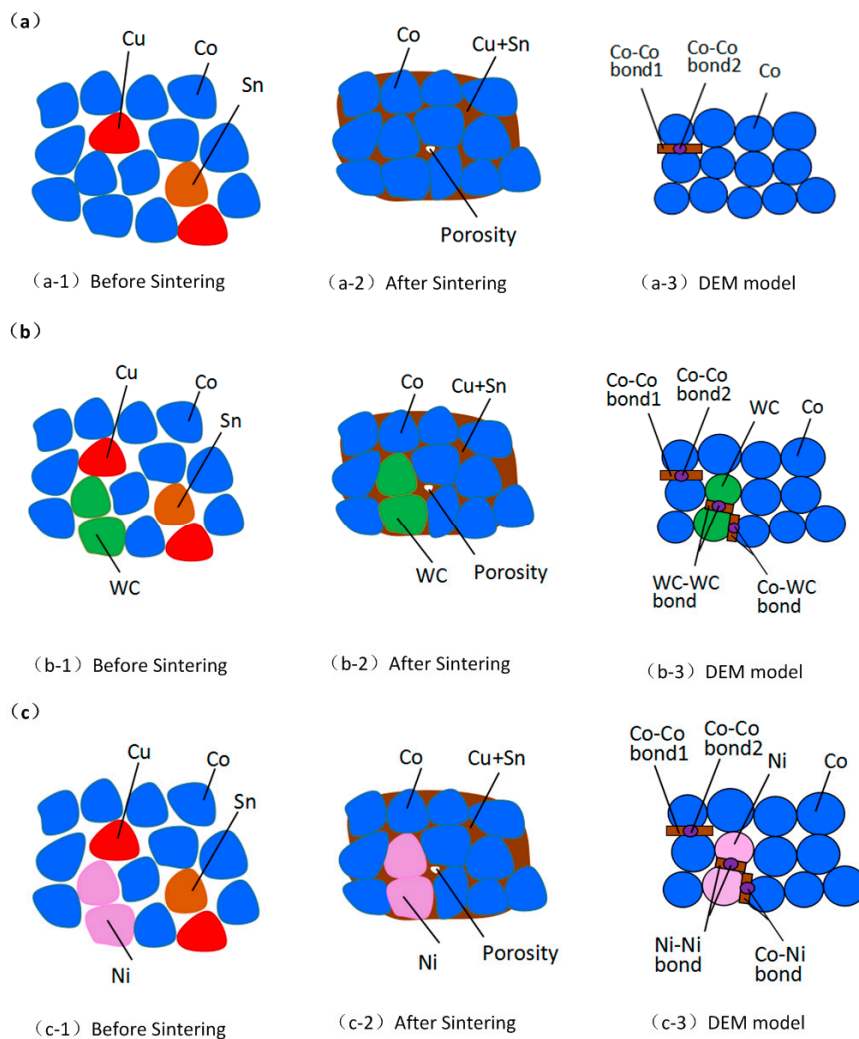 （a）
Cu
Co
Sn
Co
Cu+Sn
Porosity
Co-Co
bond1
Co-Co
bond2
Co
（a-1）Before Sintering
（a-2）After Sintering
（a-3）DEM model
（b）
Cu
Co
Sn
WC
Co
Cu+Sn
WC
Porosity
Co-Co
bond1
Co-Co
bond2
WC
Co
WC-WC
bond
Co-WC
bond
（b-1）Before Sintering
（b-2）After Sintering
（b-3）DEM model
（c）
Cu
Co
Sn
Ni
Co
Cu+Sn
Ni
Porosity
Co-Co
bond1
Co-Co
bond2
Ni
Co
Ni-Ni
bond
Co-Ni
bond
（c-1）Before Sintering
（c-2）After Sintering
（c-3）DEM model